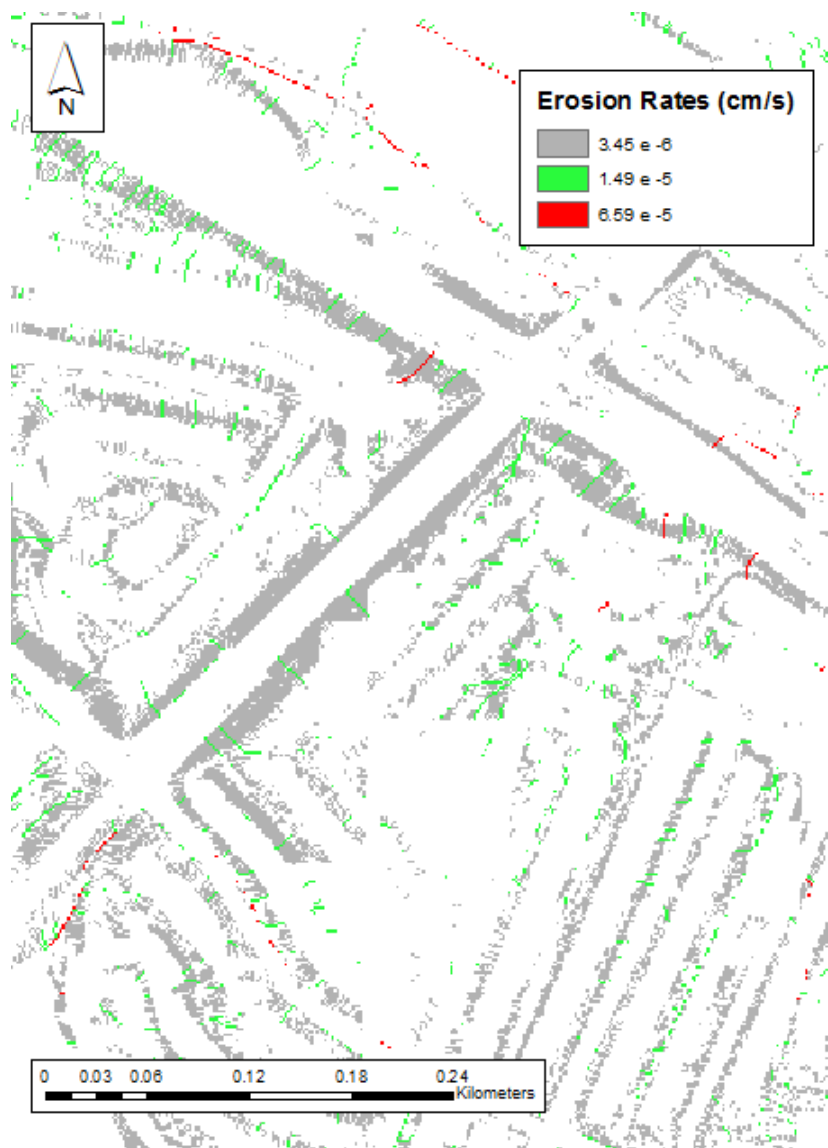 N
Erosion Rates (cm/s)
3.45 e -6
1.49 e -5
6.59 e -5
0 0.03 0.06 0.12 0.18 0.24
Kilometers